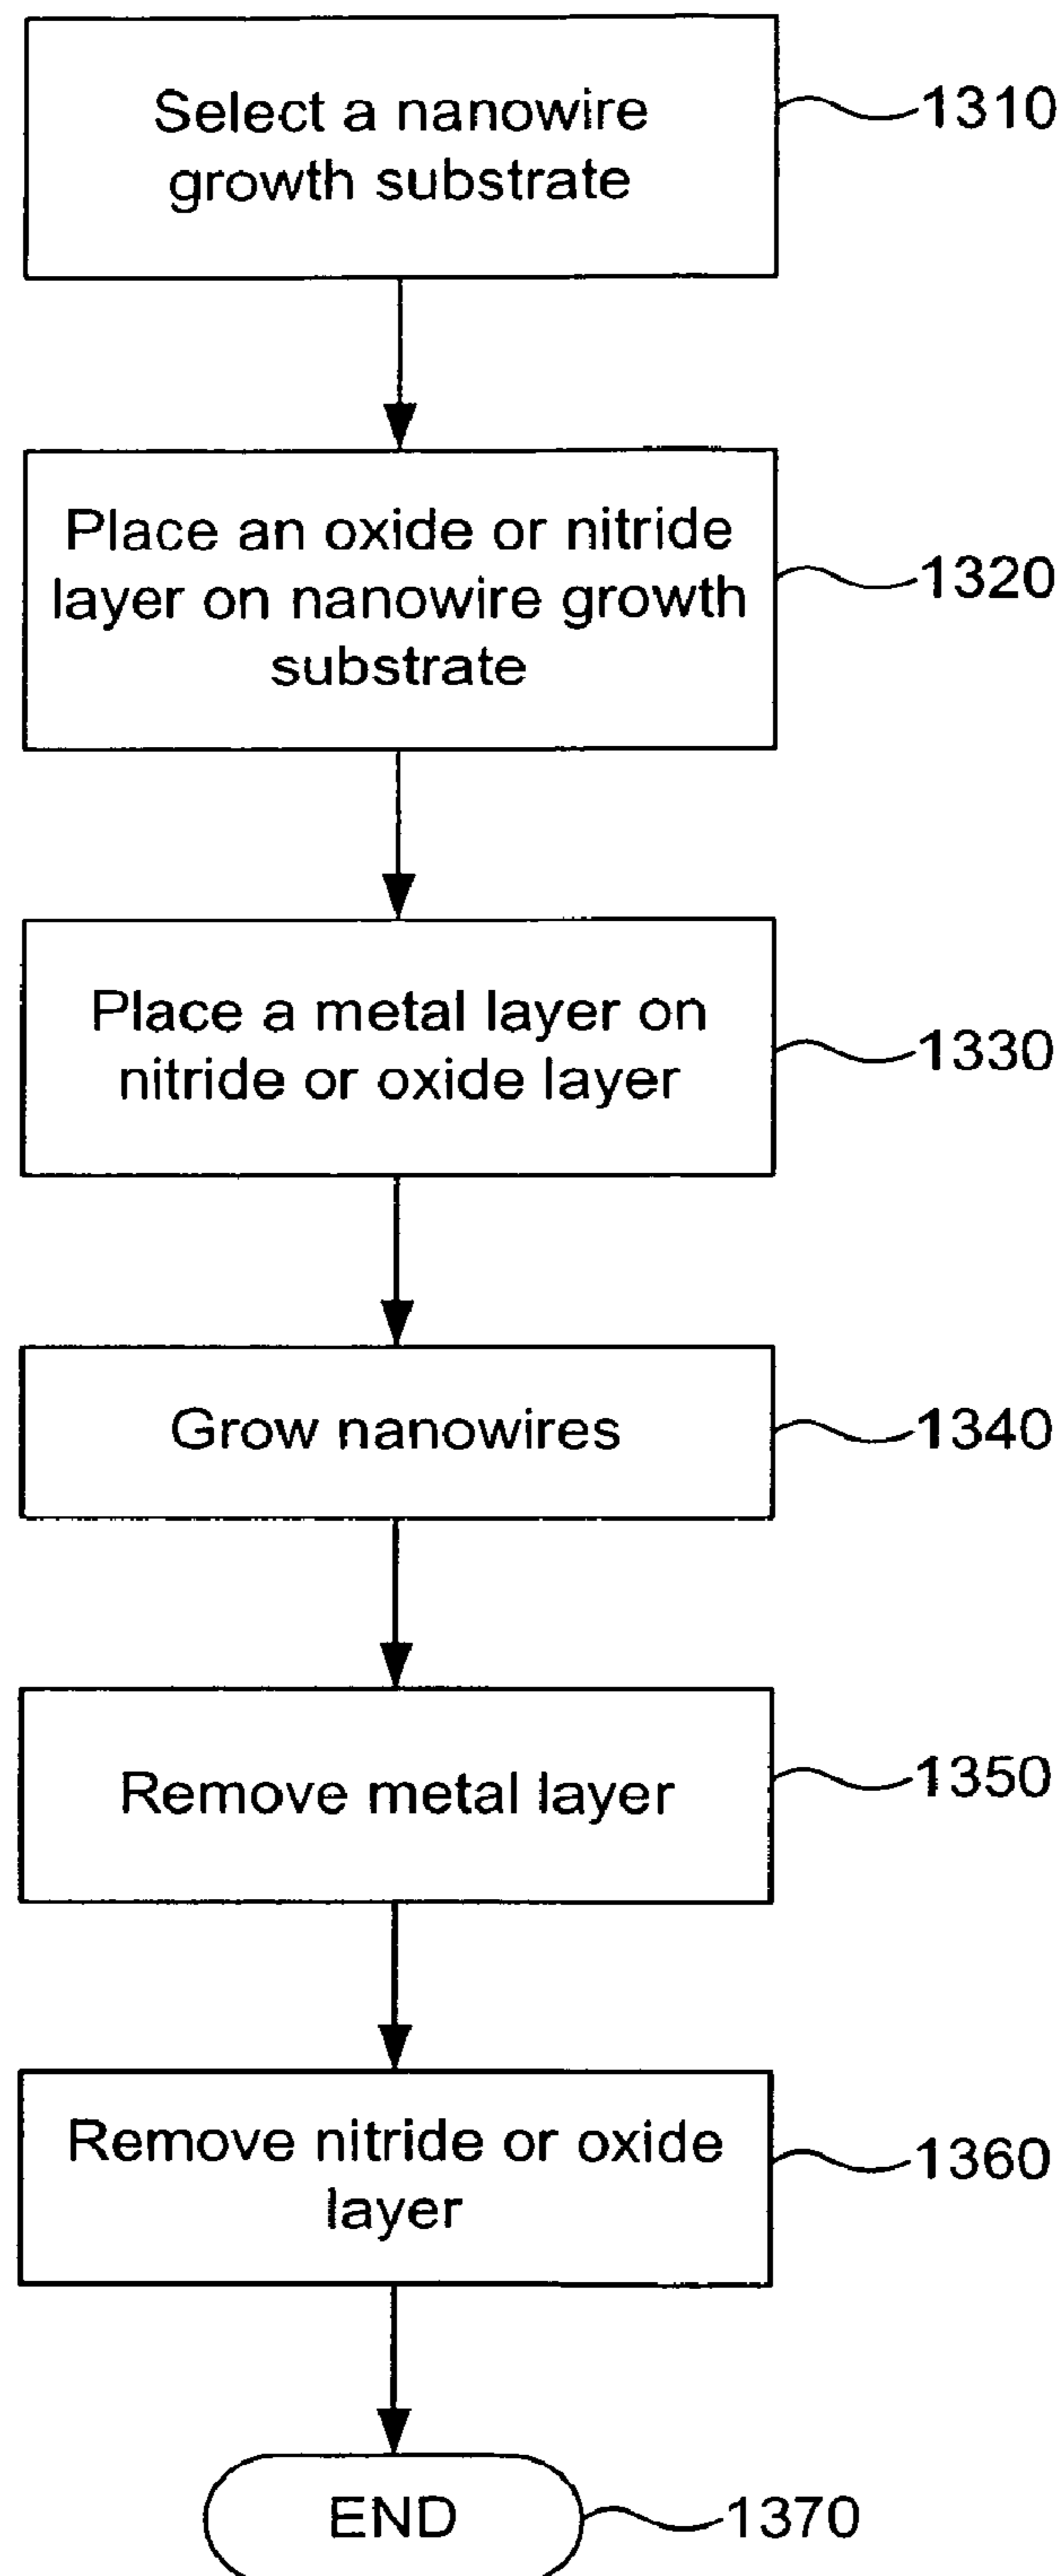 Select a nanowire
growth substrate
1310
Place an oxide or nitride
layer on nanowire growth
substrate
1320
Place a metal layer on
nitride or oxide layer
1330
Grow nanowires
1340
Remove metal layer
1350
Remove nitride or oxide
layer
1360
END
1370